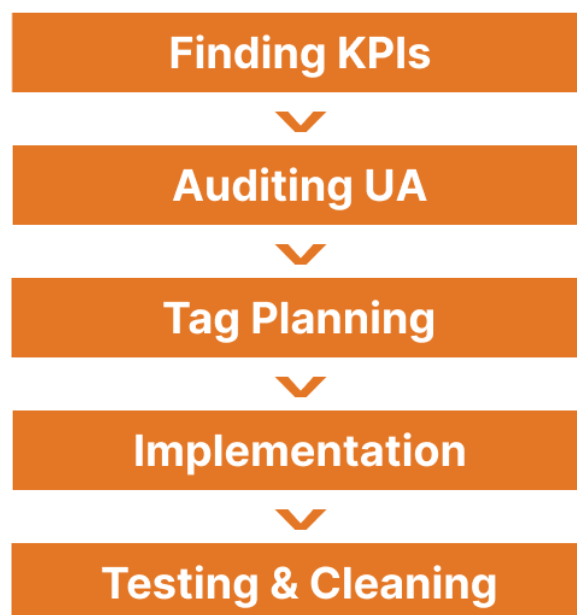 Finding KPIs
Auditing UA
Tag Planning
Implementation
Testing & Cleaning